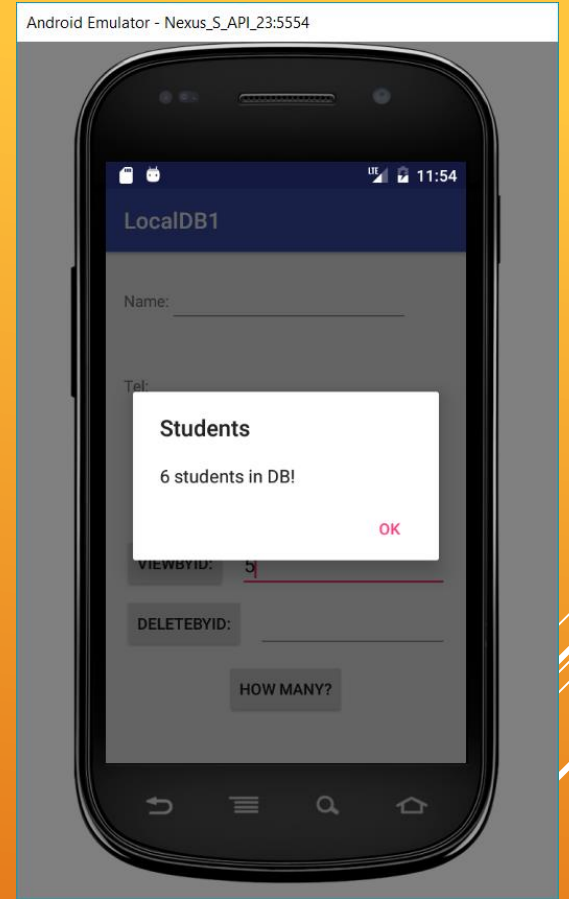 Android Emulator - Nexus_S_API_23:5554
LTE 11:54
LocalDB1
Name:
Tel:
Students
6 students in DB!
OK
VIEWBYID: 5
DELETEBYID:
HOW MANY?